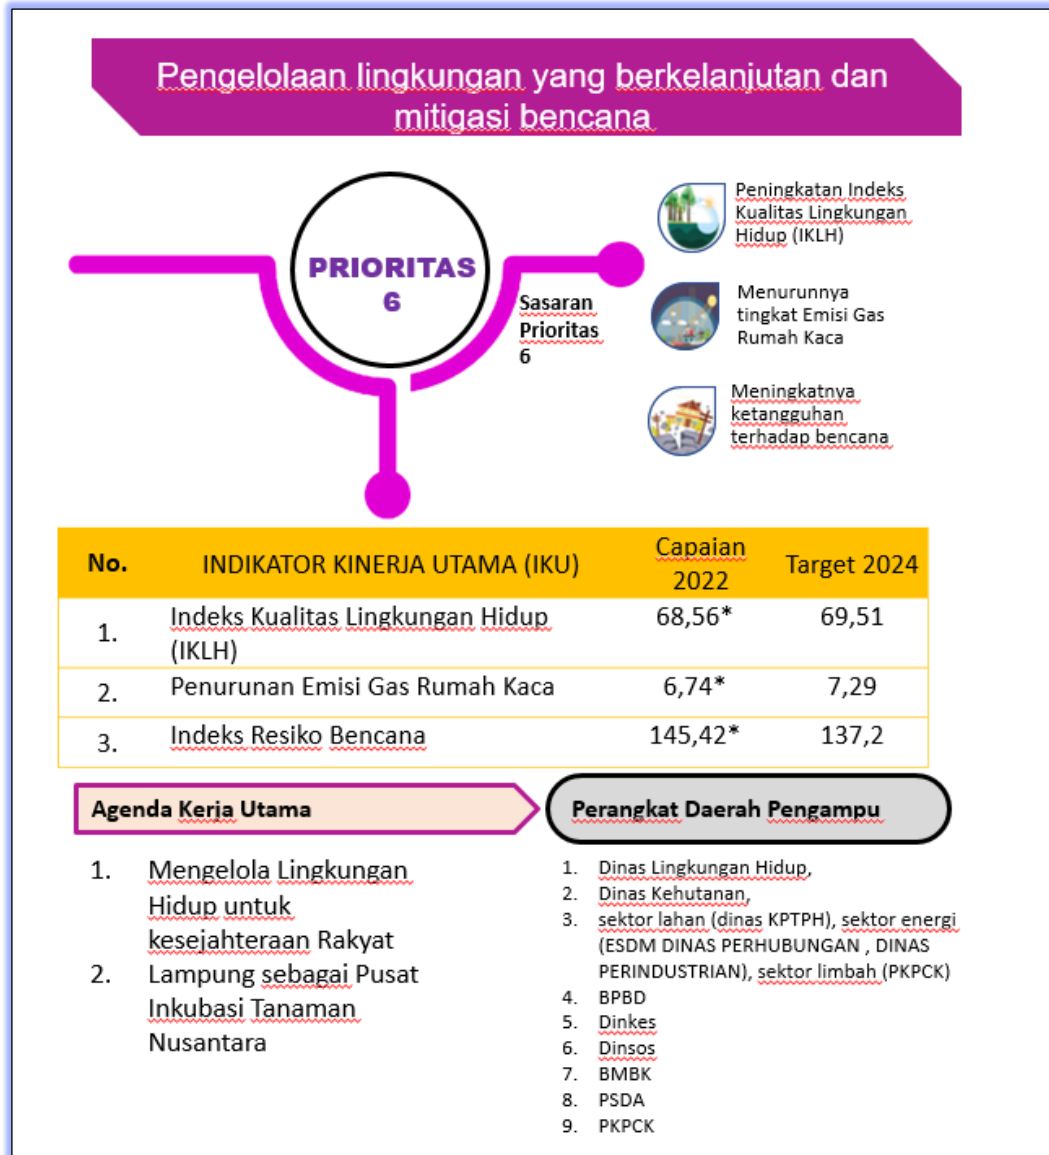 Pengelolaan lingkungan yang berkelanjutan dan
mitigasi bencana
PRIORITAS
6
Sasaran
Prioritas
6
Peningkatan Indeks
Kualitas Lingkungan
Hidup (IKLH)
Menurunnya
tingkat Emisi Gas
Rumah Kaca
Meningkatnya
ketangguhan
terhadap bencana
No. INDIKATOR KINERJA UTAMA (IKU) Capaian 2022 Target 2024
1. Indeks Kualitas Lingkungan Hidup 68,56* 69,51
(IKLH)
2. Penurunan Emisi Gas Rumah Kaca 6,74* 7,29
3. Indeks Resiko Bencana 145,42* 137,2
Agenda Kerja Utama
1. Mengelola Lingkungan
Hidup untuk
kesejahteraan Rakyat
2. Lampung sebagai Pusat
Inkubasi Tanaman
Nusantara
Perangkat Daerah Pengampu
1. Dinas Lingkungan Hidup,
2. Dinas Kehutanan,
3. sektor lahan (dinas KPTPH), sektor energi
(ESDM DINAS PERHUBUNGAN , DINAS
PERINDUSTRIAN), sektor limbah (PKPCK)
4. BPBD
5. Dinkes
6. Dinsos
7. BMBK
8. PSDA
9. PKPCK